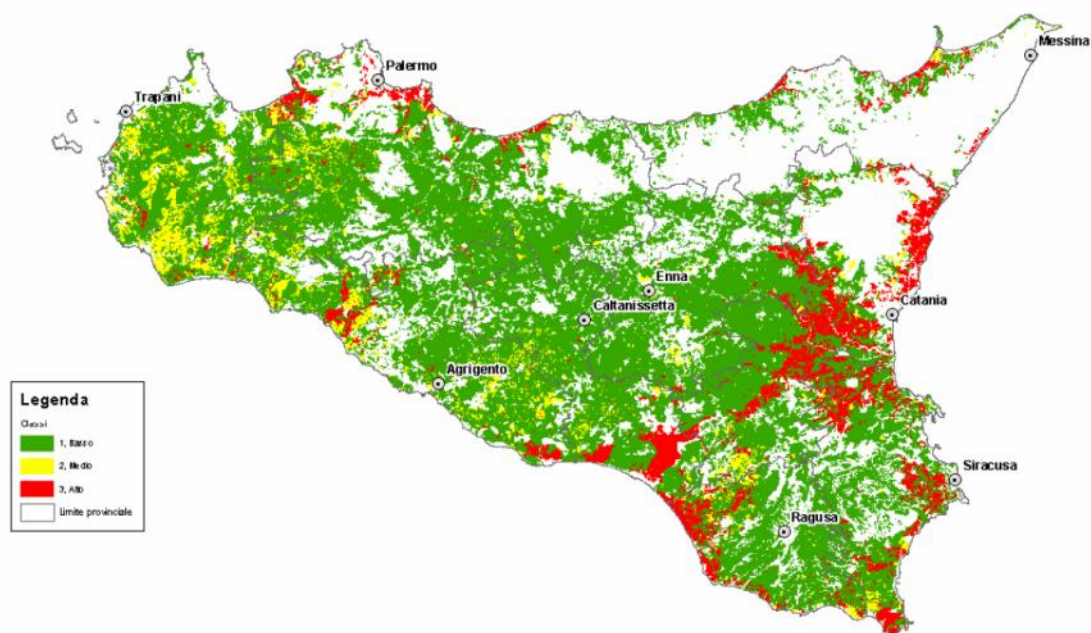 Messina
Palermo
Trapani
Enna
Caltanissetta
Catania
Agrigento
Siracusa
Ragusa
Legenda
Classi
1, Basso
2, Medio
3, Alto
Limite provinciale